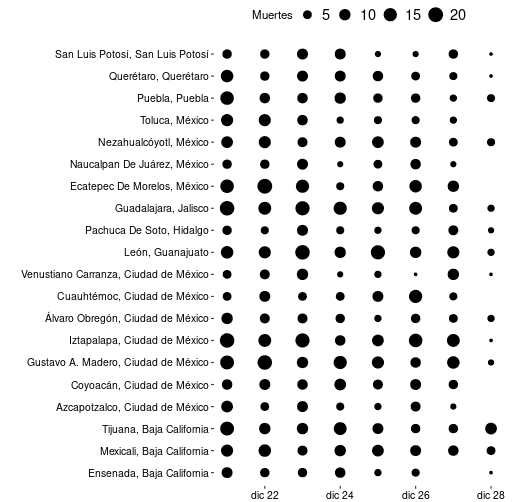 Muertes 5 10 15 20
San Luis Potosí, San Luis Potosí
Querétaro, Querétaro
Puebla, Puebla
Toluca, México
Nezahualcóyotl, México
Naucalpan De Juárez, México
Ecatepec De Morelos, México
Guadalajara, Jalisco
Pachuca De Soto, Hidalgo
León, Guanajuato
Venustiano Carranza, Ciudad de México
Cuauhtémoc, Ciudad de México
Álvaro Obregón, Ciudad de México
Iztapalapa, Ciudad de México
Gustavo A. Madero, Ciudad de México
Coyoacán, Ciudad de México
Azcapotzalco, Ciudad de México
Tijuana, Baja California
Mexicali, Baja California
Ensenada, Baja California
dic 22 dic 24 dic 26 dic 28